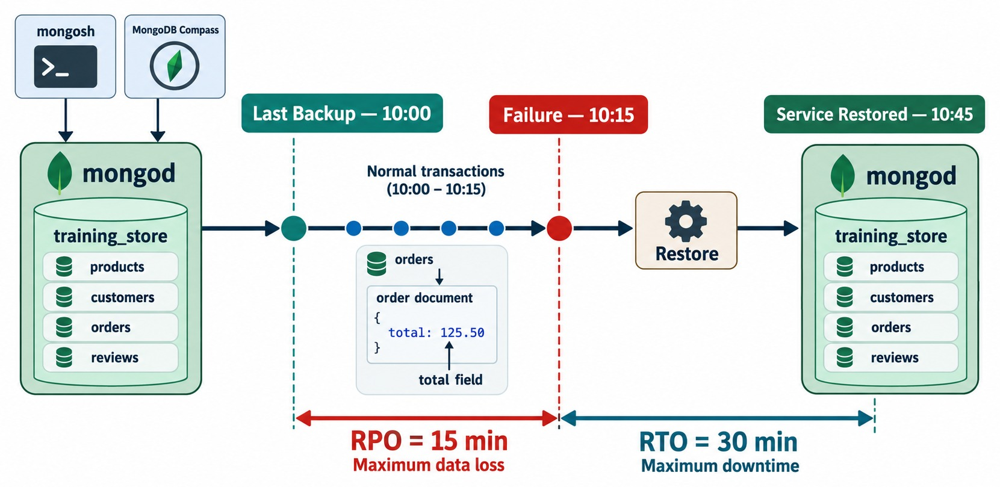 mongosh
>_
MongoDB Compass
mongod
training_store
products
customers
orders
reviews
Last Backup — 10:00
Normal transactions
(10:00 – 10:15)
orders
order document
{
total: 125.50
}
total field
Failure — 10:15
Restore
Service Restored — 10:45
mongod
training_store
products
customers
orders
reviews
RPO = 15 min
Maximum data loss
RTO = 30 min
Maximum downtime